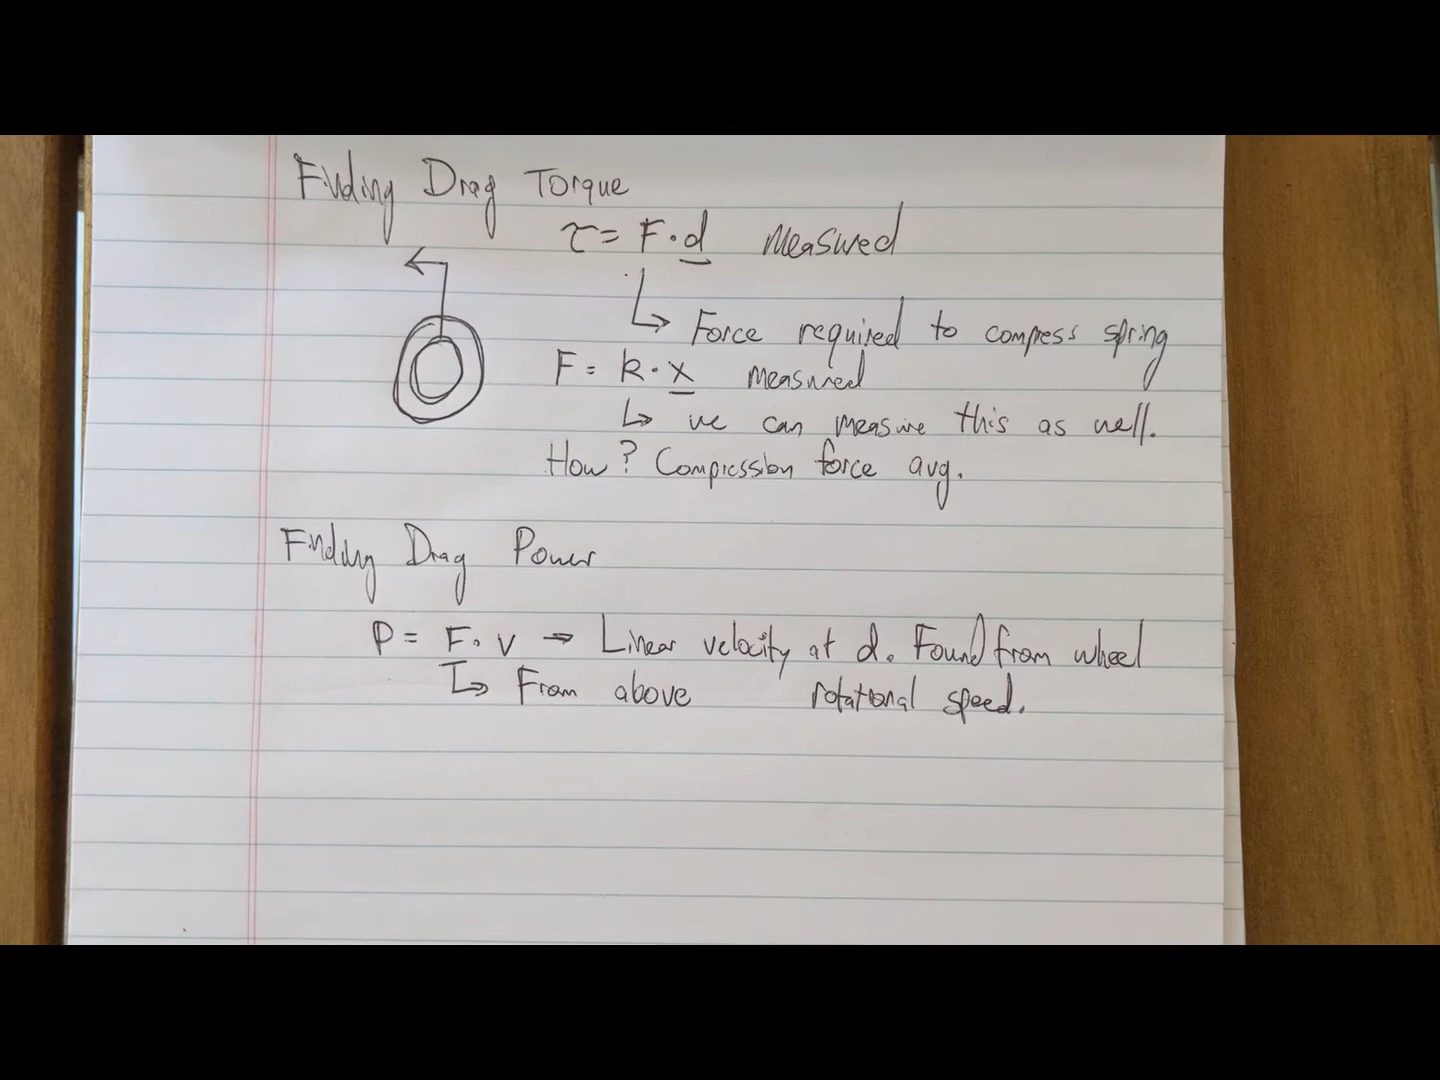 Finding Drag Torque
τ = F · d measured
↳ Force required to compess spring
F = k · x measured
↳ we can measure this as well.
How? Compression force avg.
Finding Drag Power
P = F · v → Linear velocity at d. Found from wheel
↳ From above rotational speed.